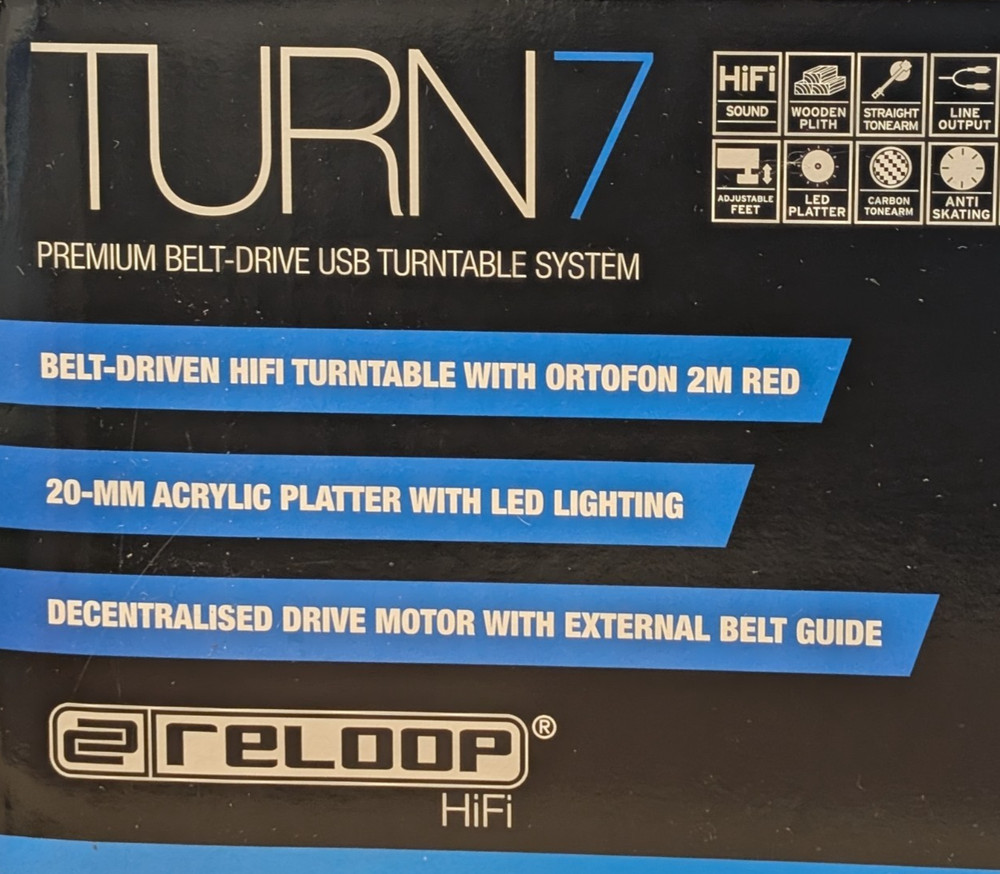 TURN7
PREMIUM BELT-DRIVE USB TURNTABLE SYSTEM
HiFi
SOUND
WOODEN
PLITH
STRAIGHT
TONEARM
LINE
OUTPUT
ADJUSTABLE
FEET
LED
PLATTER
CARBON
TONEARM
ANTI
SKATING
BELT-DRIVEN HIFI TURNTABLE WITH ORTOFON 2M RED
20-MM ACRYLIC PLATTER WITH LED LIGHTING
DECENTRALISED DRIVE MOTOR WITH EXTERNAL BELT GUIDE
reloop®
HiFi